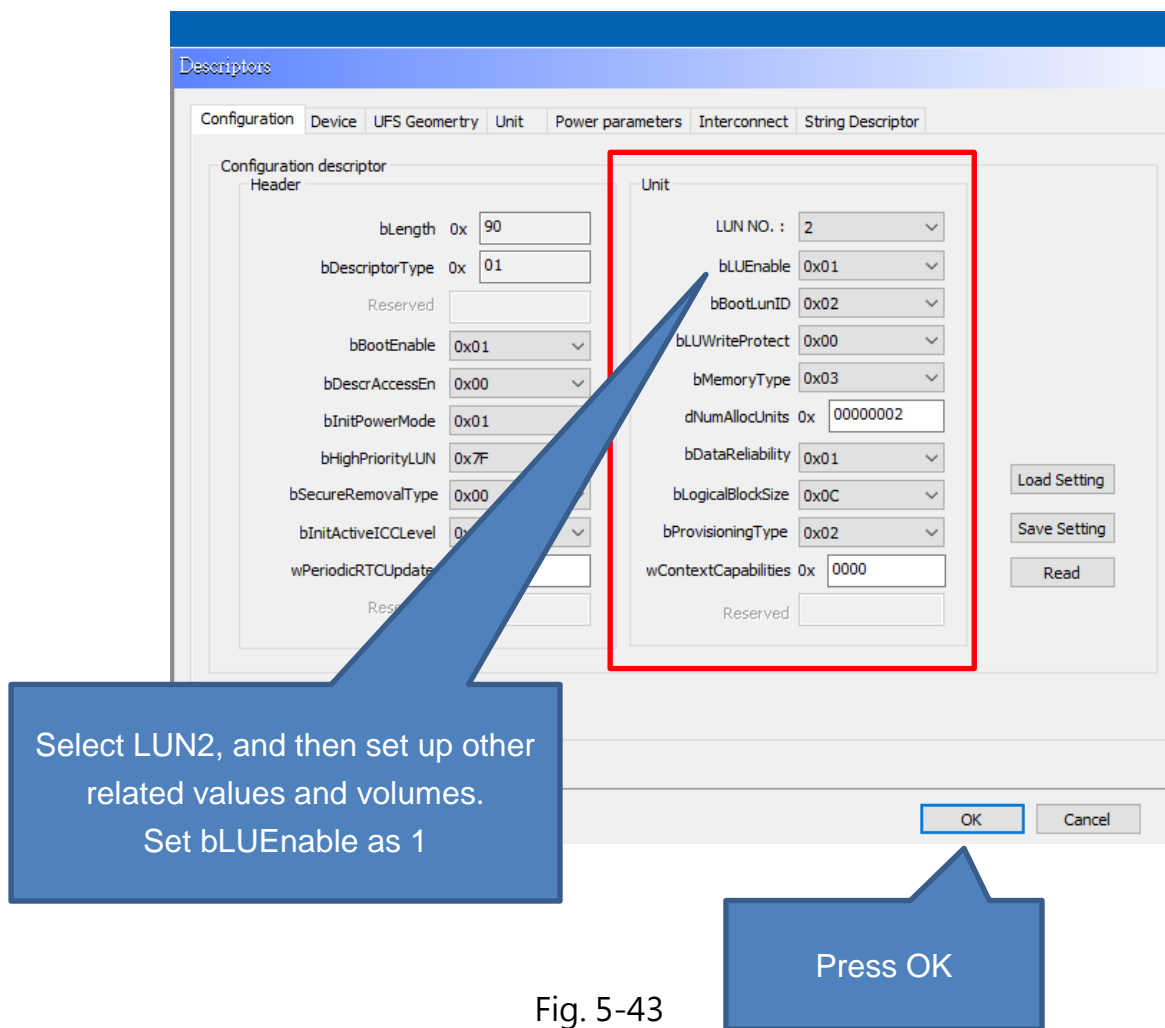 Descriptors
Configuration Device UFS Geomertry Unit Power parameters Interconnect String Descriptor
Configuration descriptor
Header
bLength 0x 90
bDescriptorType 0x 01
Reserved
bBootEnable 0x01
bDescrAccessEn 0x00
bInitPowerMode 0x01
bHighPriorityLUN 0x7F
bSecureRemovalType 0x00
bInitActiveICCLevel
wPeriodicRTCUpdate
Unit
LUN NO. : 2
bLUEnable 0x01
bBootLunID 0x02
bLUWriteProtect 0x00
bMemoryType 0x03
dNumAllocUnits 0x 00000002
bDataReliability 0x01
bLogicalBlockSize 0x0C
bProvisioningType 0x02
wContextCapabilities 0x 0000
Reserved
Load Setting
Save Setting
Read
Select LUN2, and then set up other
related values and volumes.
Set bLUEnable as 1
OK Cancel
Press OK
Fig. 5-43